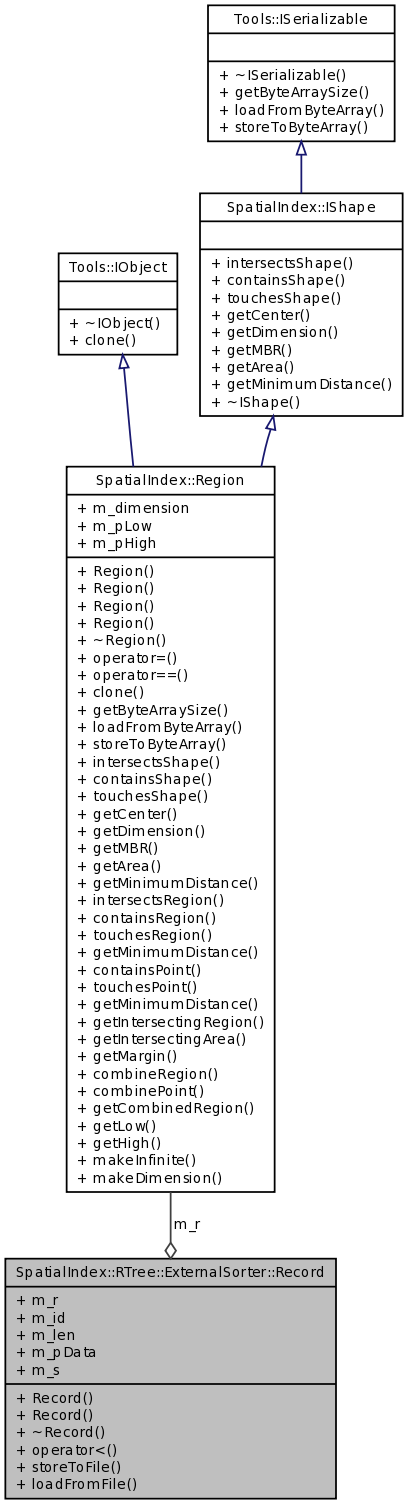 Tools::ISerializable
+ ~ISerializable()
+ getByteArraySize()
+ loadFromByteArray()
+ storeToByteArray()
SpatialIndex::IShape
+ intersectsShape()
+ containsShape()
+ touchesShape()
+ getCenter()
+ getDimension()
+ getMBR()
+ getArea()
+ getMinimumDistance()
+ ~IShape()
Tools::IObject
+ ~IObject()
+ clone()
SpatialIndex::Region
+ m_dimension
+ m_pLow
+ m_pHigh
+ Region()
+ Region()
+ Region()
+ Region()
+ ~Region()
+ operator=()
+ operator==()
+ clone()
+ getByteArraySize()
+ loadFromByteArray()
+ storeToByteArray()
+ intersectsShape()
+ containsShape()
+ touchesShape()
+ getCenter()
+ getDimension()
+ getMBR()
+ getArea()
+ getMinimumDistance()
+ intersectsRegion()
+ containsRegion()
+ touchesRegion()
+ getMinimumDistance()
+ containsPoint()
+ touchesPoint()
+ getMinimumDistance()
+ getIntersectingRegion()
+ getIntersectingArea()
+ getMargin()
+ combineRegion()
+ combinePoint()
+ getCombinedRegion()
+ getLow()
+ getHigh()
+ makeInfinite()
+ makeDimension()
m_r
SpatialIndex::RTree::ExternalSorter::Record
+ m_r
+ m_id
+ m_len
+ m_pData
+ m_s
+ Record()
+ Record()
+ ~Record()
+ operator<()
+ storeToFile()
+ loadFromFile()